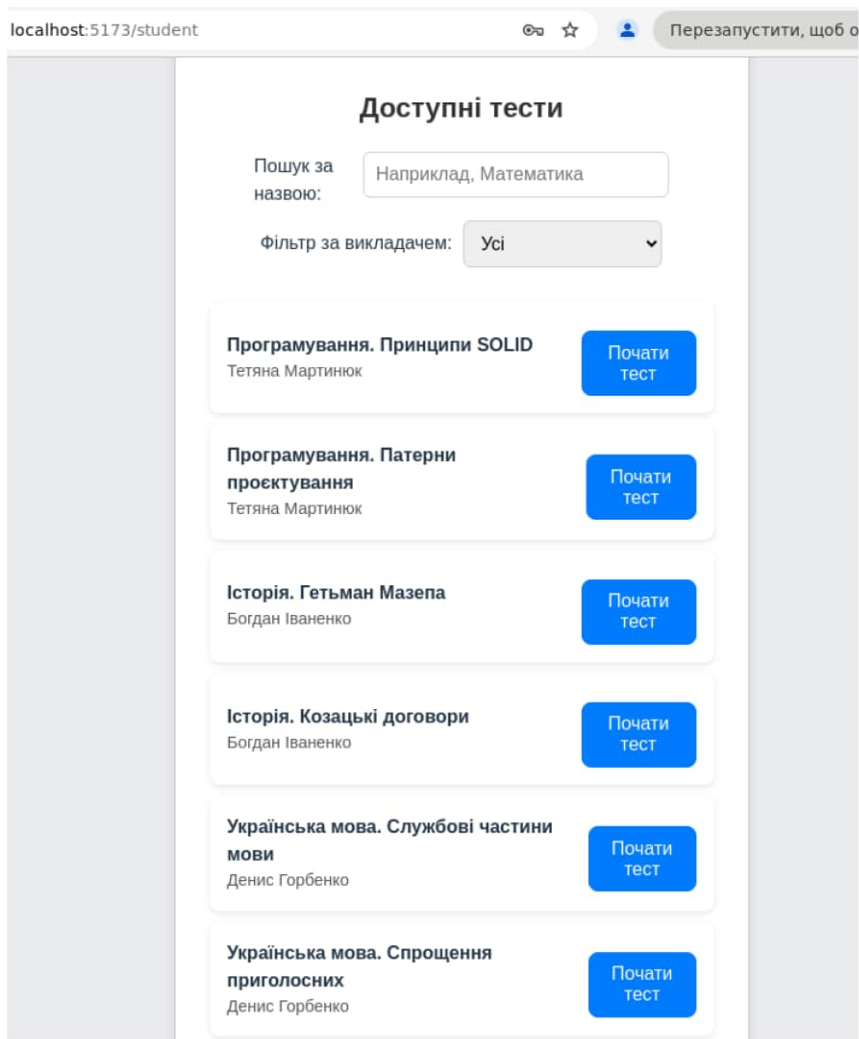 localhost:5173/student
Перезапустити, щоб о
Доступні тести
Пошук за
назвою:
Наприклад, Математика
Фільтр за викладачем:
Усі
Програмування. Принципи SOLID
Тетяна Мартинюк
Почати
тест
Програмування. Патерни
проєктування
Тетяна Мартинюк
Почати
тест
Історія. Гетьман Мазепа
Богдан Іваненко
Почати
тест
Історія. Козацькі договори
Богдан Іваненко
Почати
тест
Українська мова. Службові частини
мови
Денис Горбенко
Почати
тест
Українська мова. Спрощення
приголосних
Денис Горбенко
Почати
тест